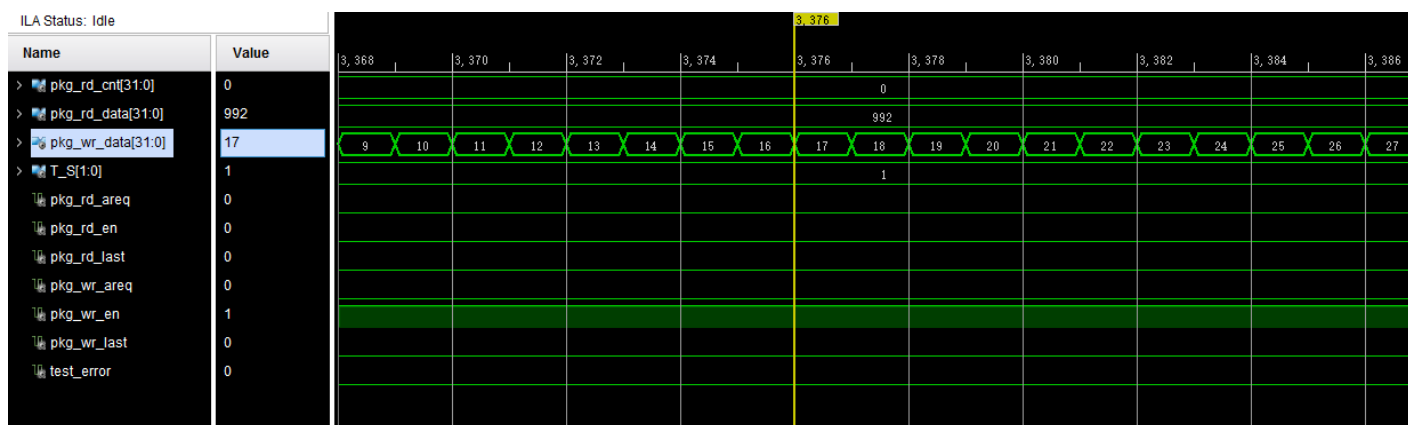 ILA Status: Idle
3, 376
Name Value
3, 368 3, 370 3, 372 3, 374 3, 376 3, 378 3, 380 3, 382 3, 384 3, 386
> pkg_rd_cnt[31:0] 0 0
> pkg_rd_data[31:0] 992 992
> pkg_wr_data[31:0] 17 9 10 11 12 13 14 15 16 17 18 19 20 21 22 23 24 25 26 27
> T_S[1:0] 1 1
pkg_rd_areq 0
pkg_rd_en 0
pkg_rd_last 0
pkg_wr_areq 0
pkg_wr_en 1
pkg_wr_last 0
test_error 0